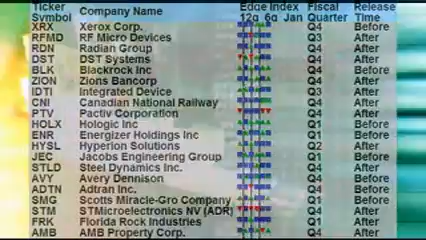 Ticker Symbol Company Name Edge Index 12q 6q Jan Fiscal Quarter Release Time
XRX Xerox Corp. Q4 Before
RFMD RF Micro Devices Q3 After
RDN Radian Group Q4 After
DST DST Systems Q4 After
BLK Blackrock Inc Q4 Before
ZION Zions Bancorp Q4 After
IDTI Integrated Device Q3 After
CNI Canadian National Railway Q4 After
PTV Pactiv Corporation Q4 After
HOLX Hologic Inc Q1 Before
ENR Energizer Holdings Inc Q1 Before
HYSL Hyperion Solutions Q2 After
JEC Jacobs Engineering Group Q1 Before
STLD Steel Dynamics Inc. Q4 After
AVY Avery Dennison Q4 Before
ADTN Adtran Inc. Q4 After
SMG Scotts Miracle-Gro Company Q1 Before
STM STMicroelectronics NV (ADR) Q4 After
FRK Florida Rock Industries Q1 After
AMB AMB Property Corp. Q4 After